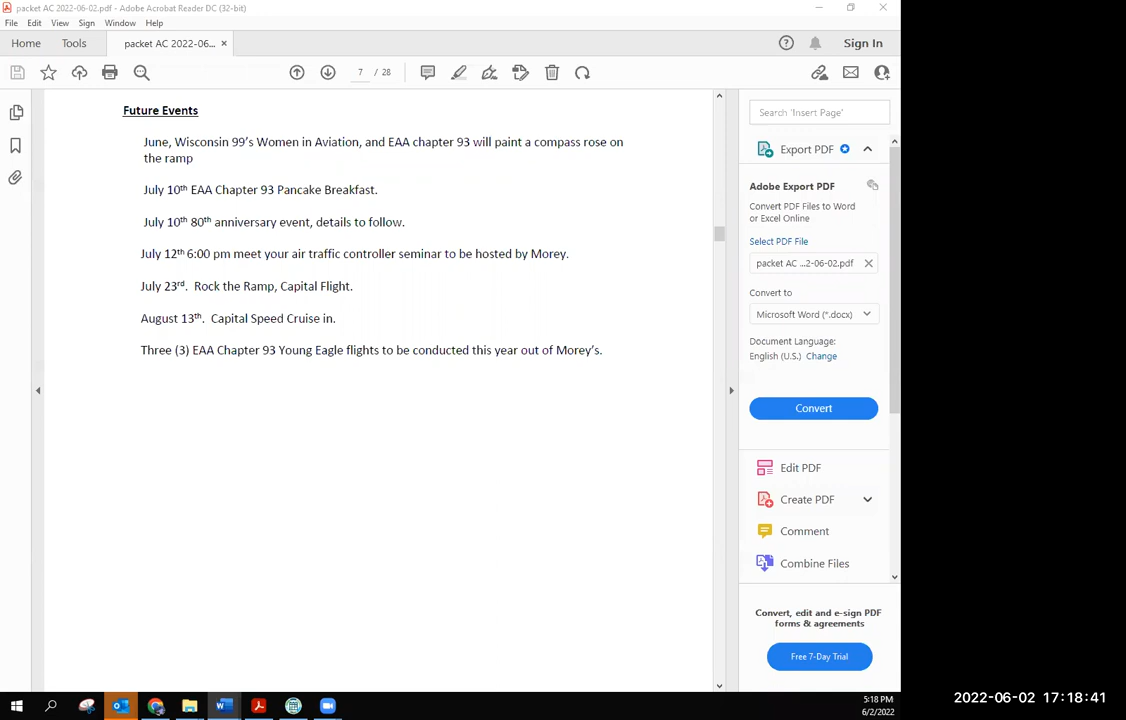 packet AC 2022-06-02.pdf - Adobe Acrobat Reader DC (32-bit)
File Edit View Sign Window Help
Home Tools packet AC 2022-06... × Sign In
7 / 28
Future Events
June, Wisconsin 99's Women in Aviation, and EAA chapter 93 will paint a compass rose on
the ramp
July 10th EAA Chapter 93 Pancake Breakfast.
July 10th 80th anniversary event, details to follow.
July 12th 6:00 pm meet your air traffic controller seminar to be hosted by Morey.
July 23rd. Rock the Ramp, Capital Flight.
August 13th. Capital Speed Cruise in.
Three (3) EAA Chapter 93 Young Eagle flights to be conducted this year out of Morey's.
Search 'Insert Page'
Export PDF
Adobe Export PDF
Convert PDF Files to Word
or Excel Online
Select PDF File
packet AC ...2-06-02.pdf
Convert to
Microsoft Word (*.docx)
Document Language:
English (U.S.) Change
Convert
Edit PDF
Create PDF
Comment
Combine Files
Convert, edit and e-sign PDF
forms & agreements
Free 7-Day Trial
5:18 PM
6/2/2022
2022-06-02 17:18:41